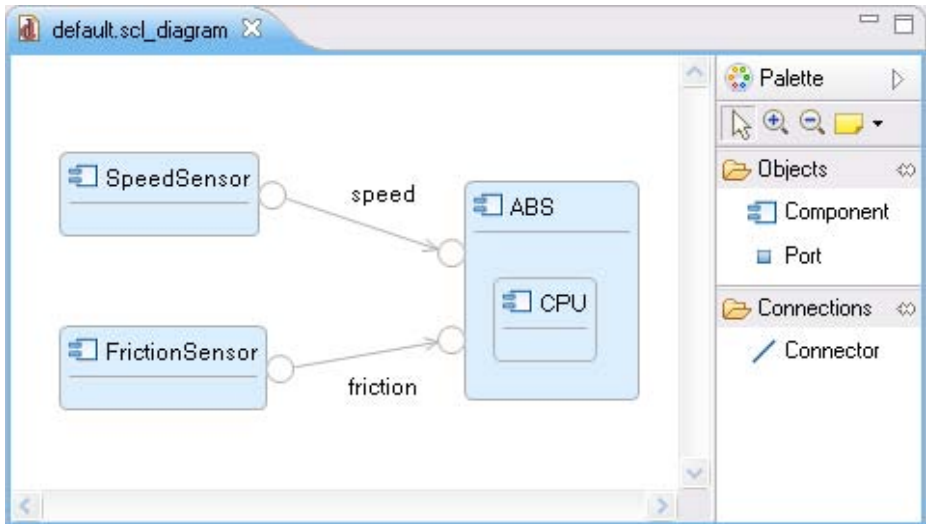 default.scl_diagram
SpeedSensor
speed
ABS
CPU
FrictionSensor
friction
Palette
Objects
Component
Port
Connections
Connector